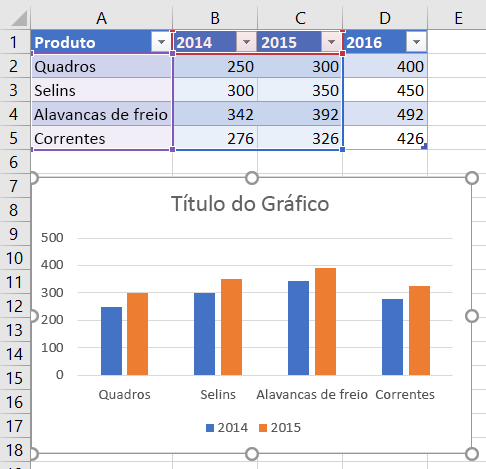 A B C D E
1 Produto 2014 2015 2016
2 Quadros 250 300 400
3 Selins 300 350 450
4 Alavancas de freio 342 392 492
5 Correntes 276 326 426
6
7
8 Título do Gráfico
9 500
10 400
11 300
12
13 200
14 100
15 0
16 Quadros Selins Alavancas de freio Correntes
17 2014 2015
18